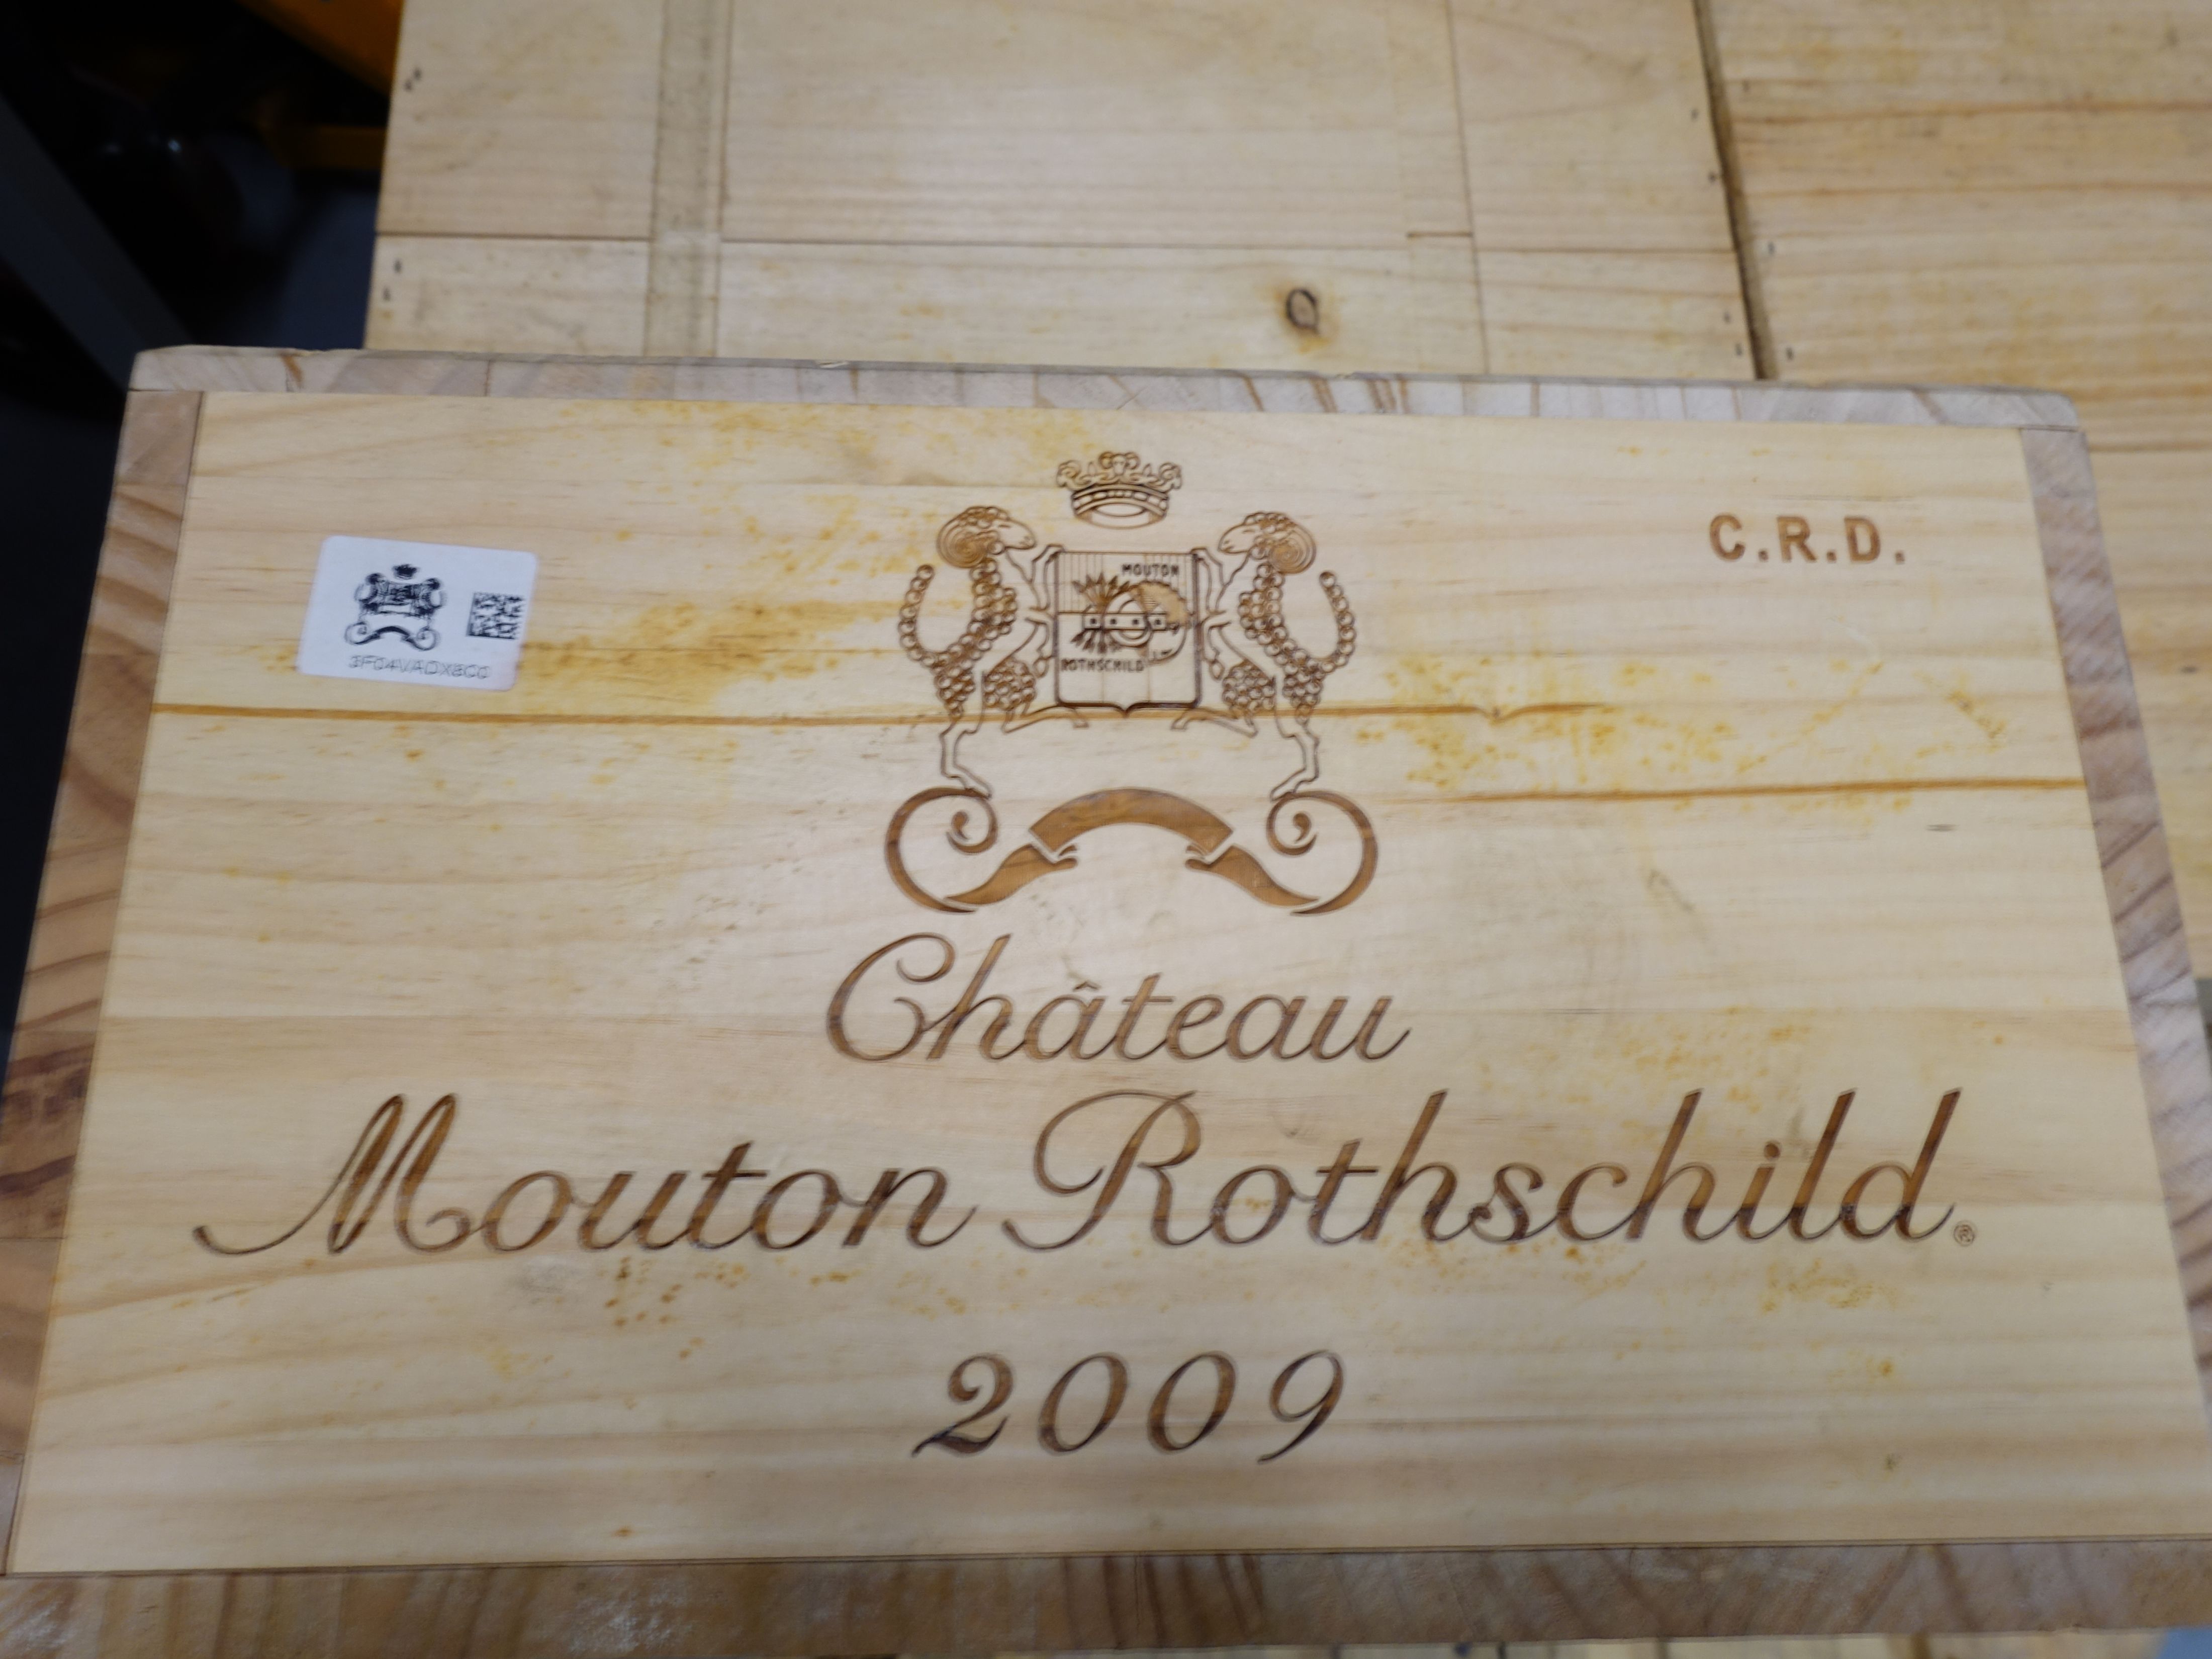 C.R.D.
MOUTON
ROTHSCHILD
Château
Mouton Rothschild®
2009